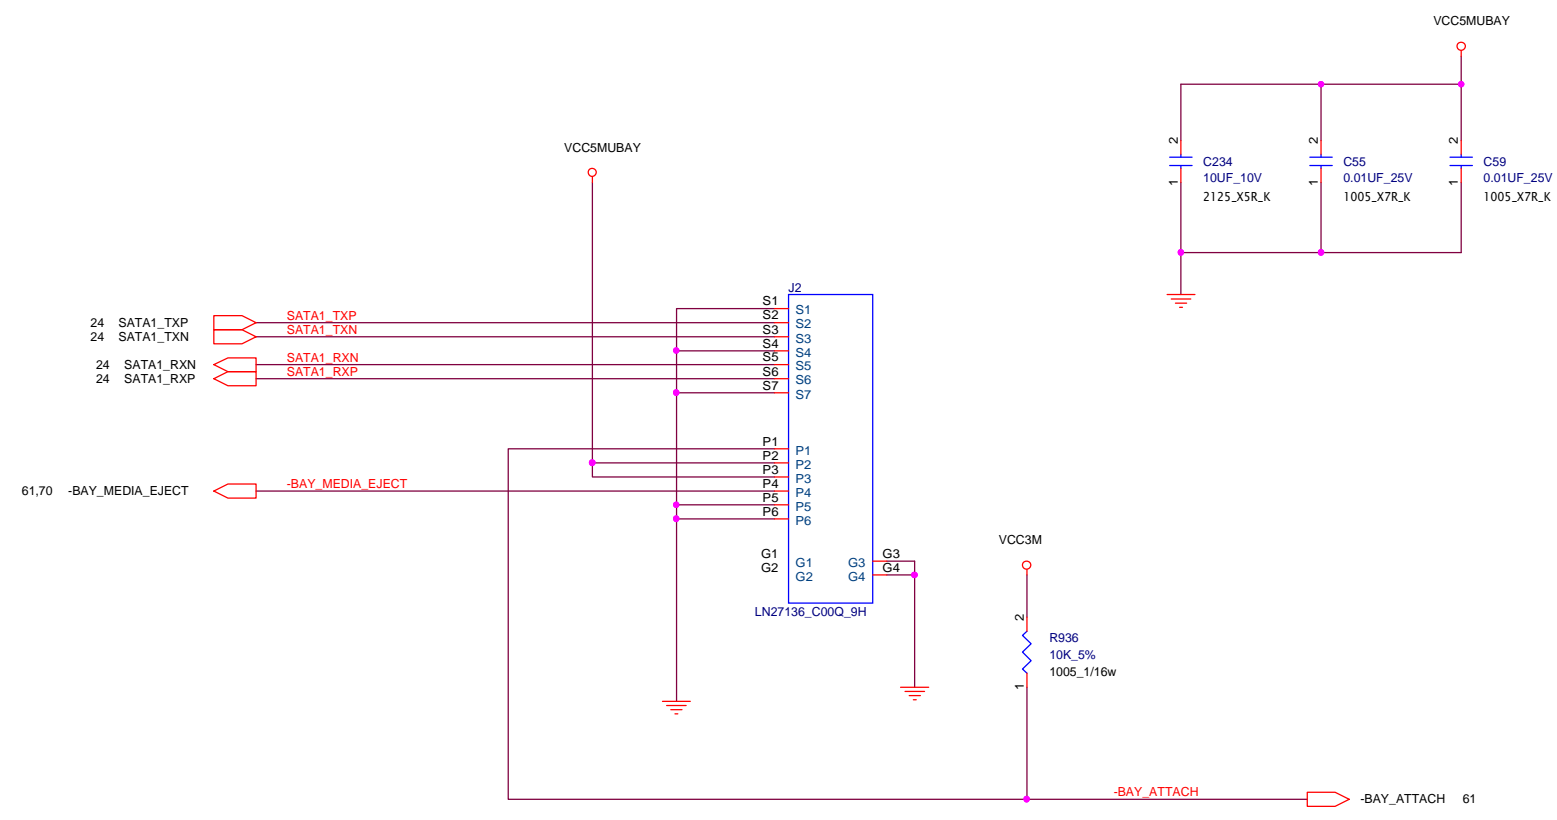 VCC5MUBAY
2
2
2
C234
10UF_10V
2125_X5R_K
1
C55
0.01UF_25V
1005_X7R_K
1
C59
0.01UF_25V
1005_X7R_K
1
VCC5MUBAY
J2
24 SATA1_TXP
SATA1_TXP
24 SATA1_TXN
SATA1_TXN
24 SATA1_RXN
SATA1_RXN
24 SATA1_RXP
SATA1_RXP
S1 S1
S2 S2
S3 S3
S4 S4
S5 S5
S6 S6
S7 S7
P1 P1
P2 P2
P3 P3
P4 P4
P5 P5
P6 P6
61,70 -BAY_MEDIA_EJECT
-BAY_MEDIA_EJECT
G1 G1 G3 G3
G2 G2 G4 G4
LN27136_C00Q_9H
VCC3M
2
R936
10K_5%
1005_1/16w
1
-BAY_ATTACH
-BAY_ATTACH 61